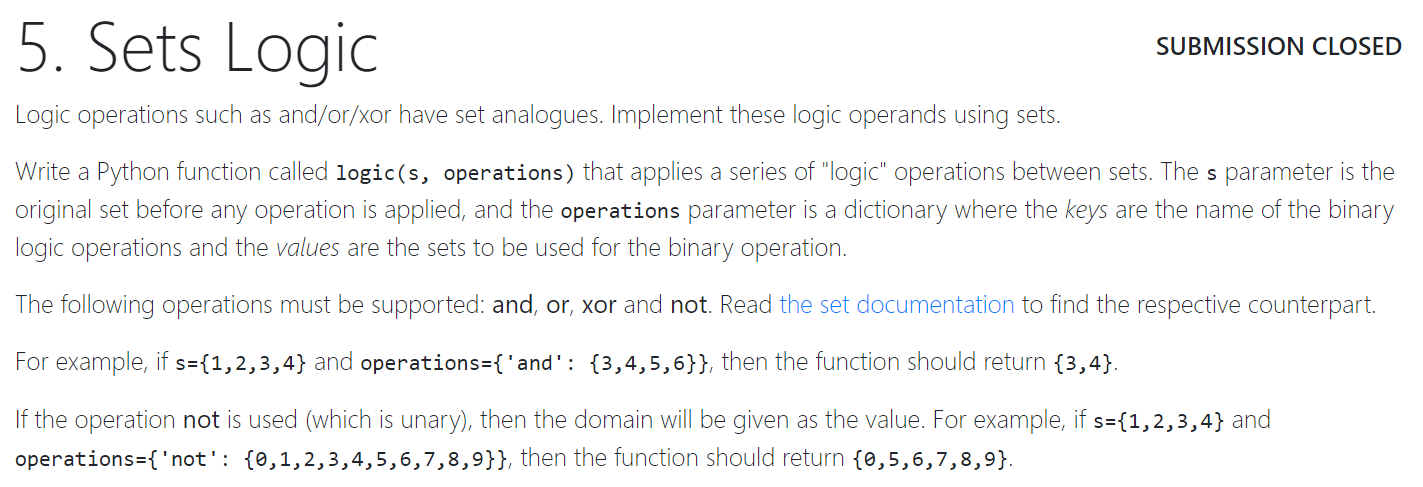 5. Sets Logic
SUBMISSION CLOSED
Logic operations such as and/or/xor have set analogues. Implement these logic operands using sets.
Write a Python function called logic(s, operations) that applies a series of "logic" operations between sets. The s parameter is the
original set before any operation is applied, and the operations parameter is a dictionary where the keys are the name of the binary
logic operations and the values are the sets to be used for the binary operation.
The following operations must be supported: and, or, xor and not. Read the set documentation to find the respective counterpart.
For example, if s={1,2,3,4} and operations={'and': {3,4,5,6}}, then the function should return {3,4}.
If the operation not is used (which is unary), then the domain will be given as the value. For example, if s={1,2,3,4} and
operations={'not': {0,1,2,3,4,5,6,7,8,9}}, then the function should return {0,5,6,7,8,9}.